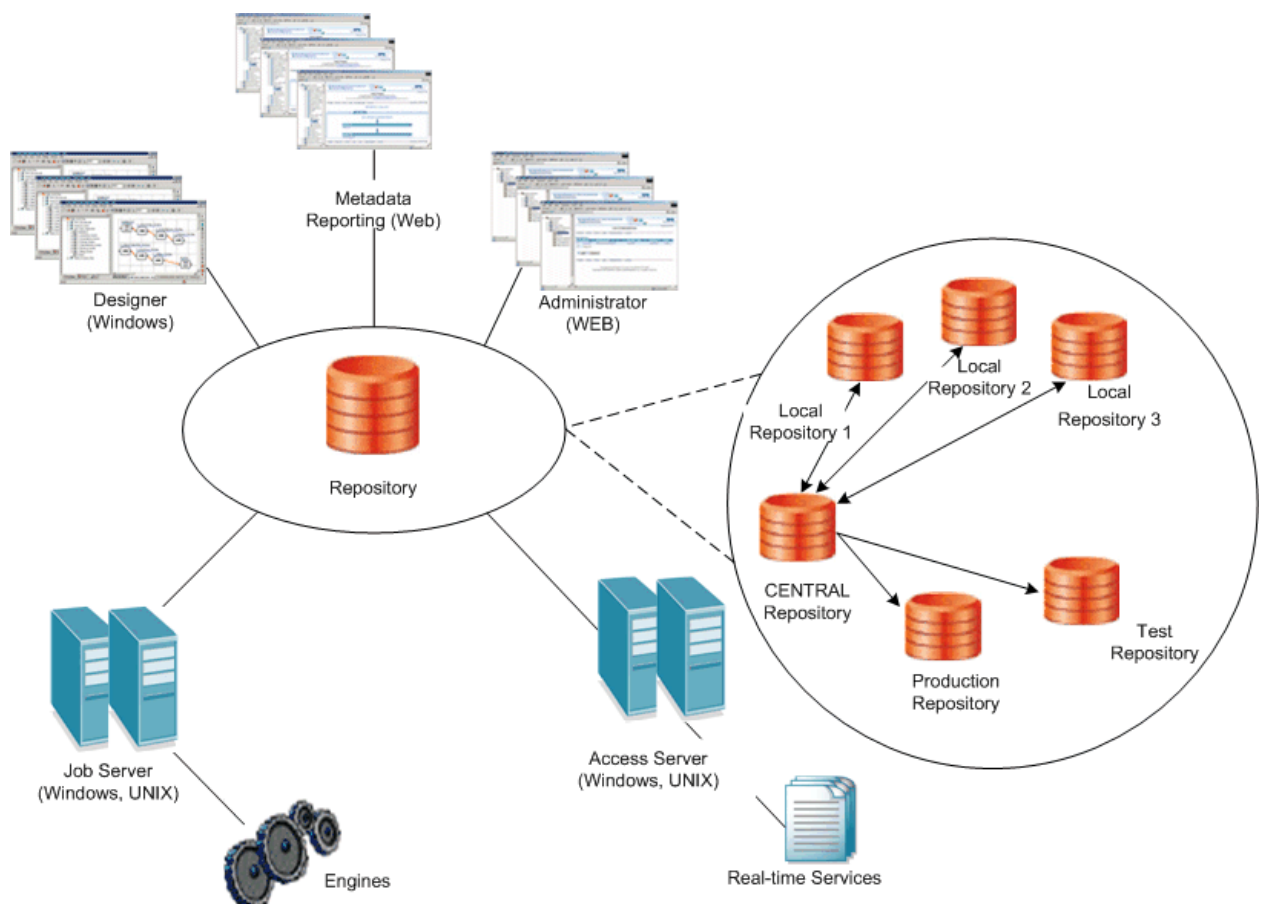 Metadata
Reporting (Web)
Designer
(Windows)
Administrator
(WEB)
Repository
Local
Repository 1
Local
Repository 2
Local
Repository 3
CENTRAL
Repository
Production
Repository
Test
Repository
Job Server
(Windows, UNIX)
Access Server
(Windows, UNIX)
Engines
Real-time Services